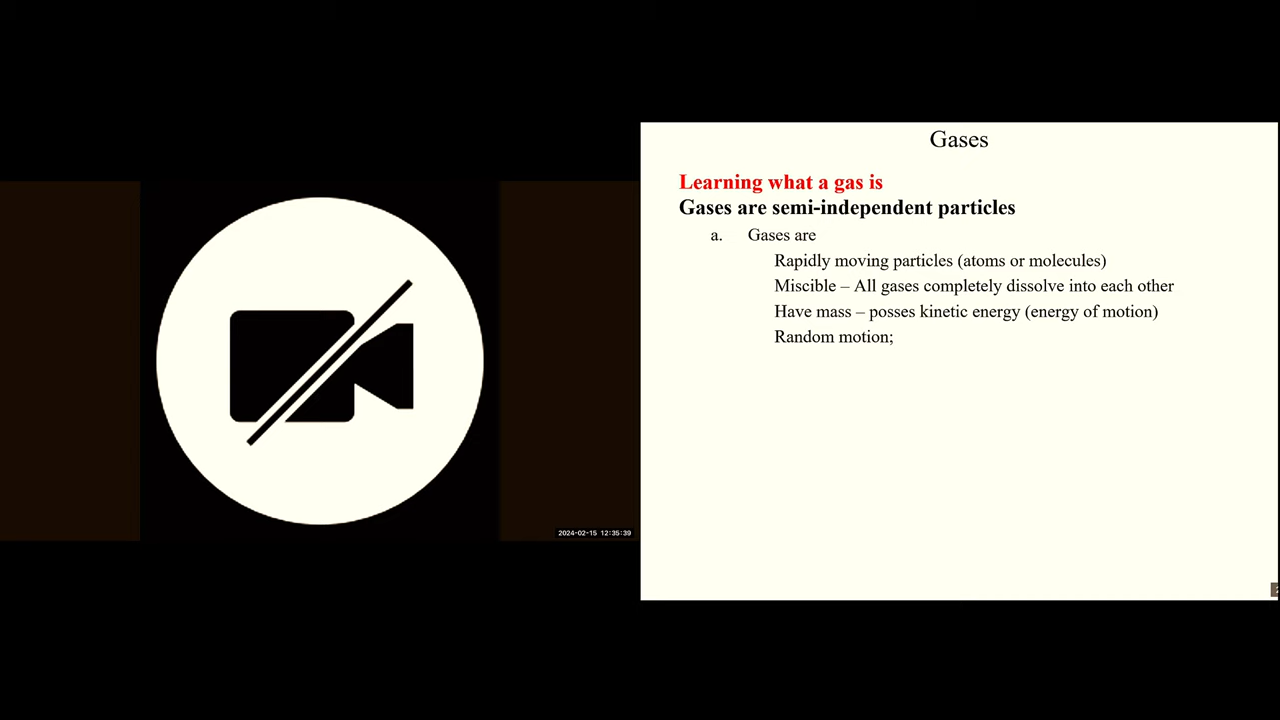 2024-02-15 12:35:39
Gases
Learning what a gas is
Gases are semi-independent particles
a. Gases are
Rapidly moving particles (atoms or molecules)
Miscible – All gases completely dissolve into each other
Have mass – posses kinetic energy (energy of motion)
Random motion;